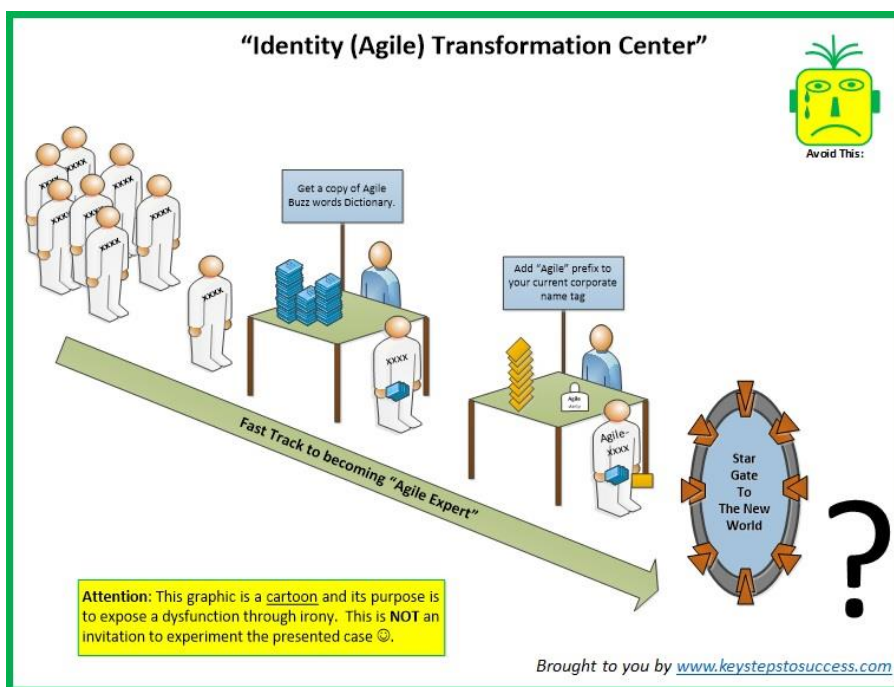 "Identity (Agile) Transformation Center"
Avoid This:
xxxx
xxxx
xxxx
xxxx
xxxx
xxxx
xxxx
xxxx
Get a copy of Agile
Buzz words Dictionary.
xxxx
Add "Agile" prefix to
your current corporate
name tag
Agile
Agile-
xxxx
Fast Track to becoming "Agile Expert"
Star
Gate
To
The New
World
?
Attention: This graphic is a cartoon and its purpose is
to expose a dysfunction through irony. This is NOT an
invitation to experiment the presented case ☺.
Brought to you by www.keystepstosuccess.com